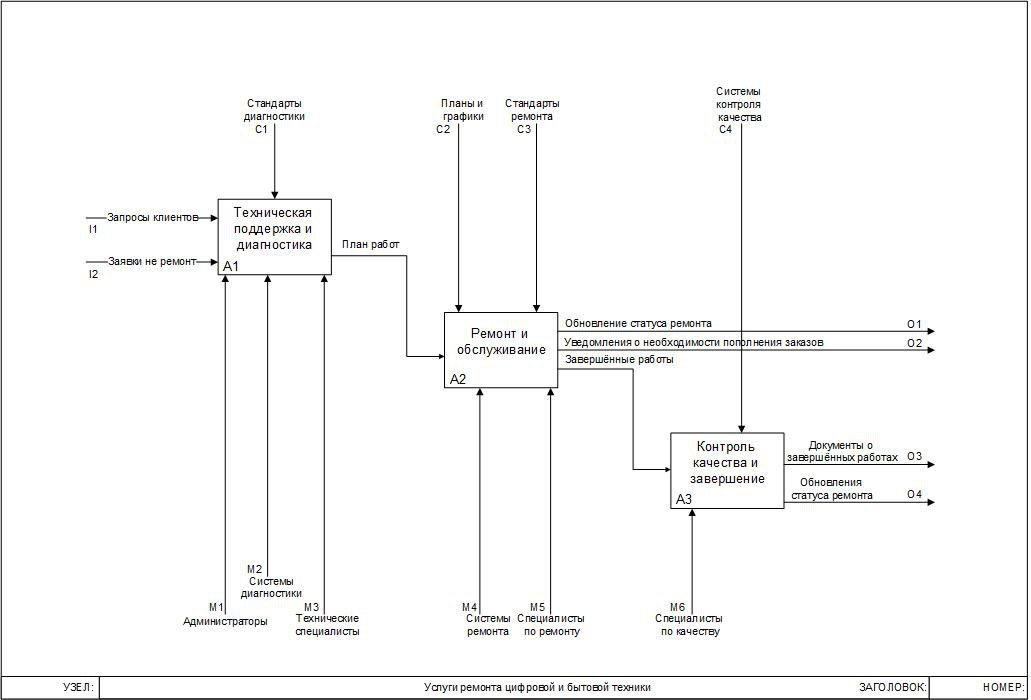 Системы
контроля
качества
C4
Стандарты
диагностики
C1
Планы и
графики
C2
Стандарты
ремонта
C3
Запросы клиентов
I1
Заявки не ремонт
I2
Техническая
поддержка и
диагностика
A1
План работ
Ремонт и
обслуживание
A2
Обновление статуса ремонта
O1
Уведомления о необходимости пополнения заказов
O2
Завершённые работы
Контроль
качества и
завершение
A3
Документы о
завершённых работах
O3
Обновления
статуса ремонта
O4
M2
Системы
диагностики
M1
Администраторы
M3
Технические
специалисты
M4
Системы
ремонта
M5
Специалисты
по ремонту
M6
Специалисты
по качеству
УЗЕЛ:
Услуги ремонта цифровой и бытовой техники
ЗАГОЛОВОК:
НОМЕР: